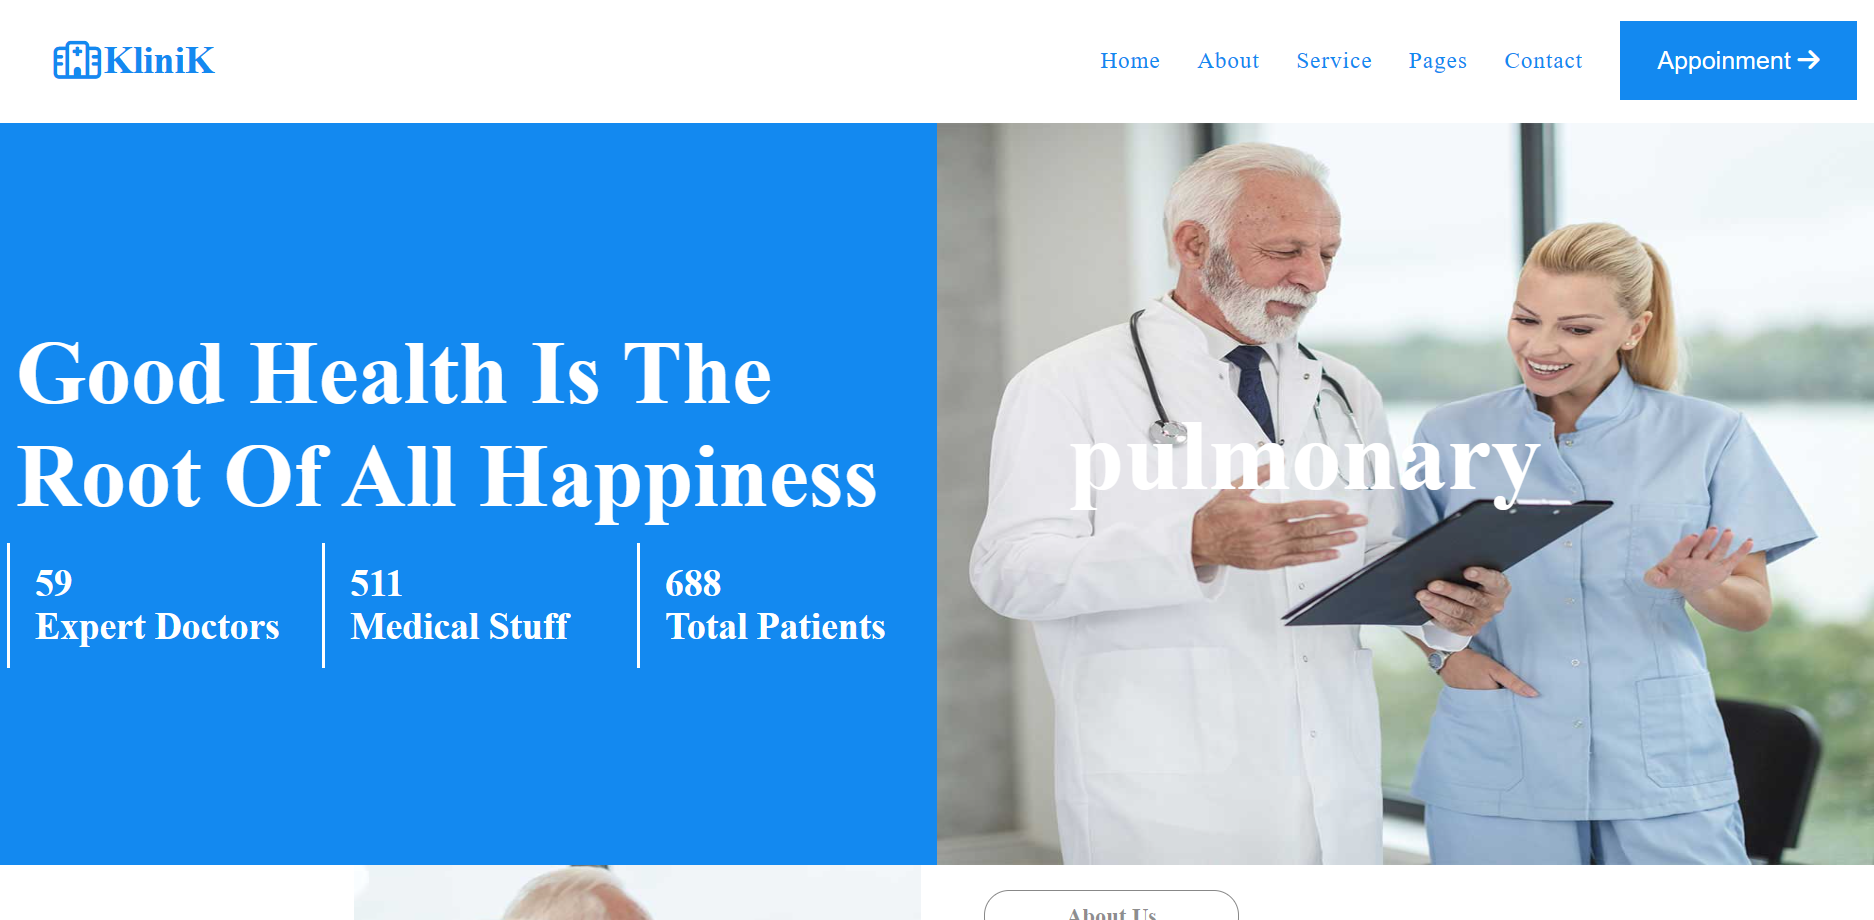 KliniK
Home About Service Pages Contact Appoinment
Good Health Is The
Root Of All Happiness
59
Expert Doctors
511
Medical Stuff
688
Total Patients
pulmonary
About Us